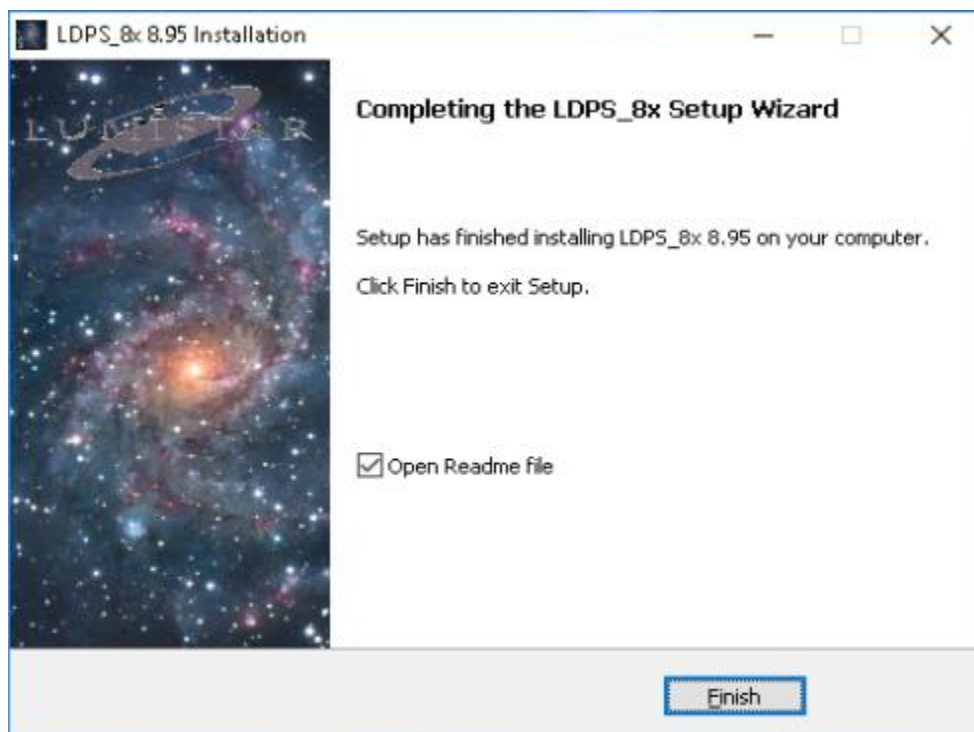 LDPS_8x 8.95 Installation
LUMISTAR
Completing the LDPS_8x Setup Wizard
Setup has finished installing LDPS_8x 8.95 on your computer.
Click Finish to exit Setup.
Open Readme file
Finish